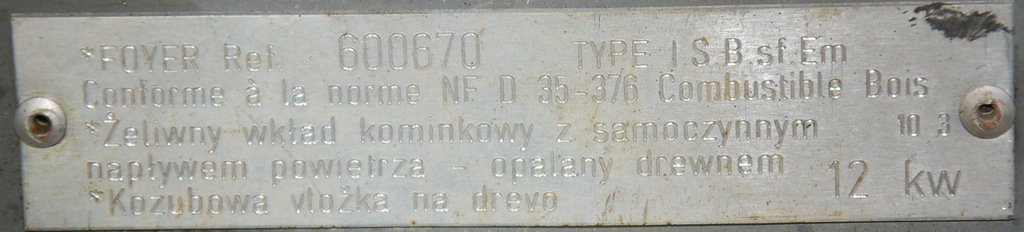 *FOYER Ref 600670 TYPE I.S.B.sf.Em
Conforme à la norme NF D 35-376 Combustible Bois
*Żeliwny wkład kominkowy z samoczynnym 10 3
napływem powietrza - opalany drewnem 12 kw
*Kozubowa vložka na drevo